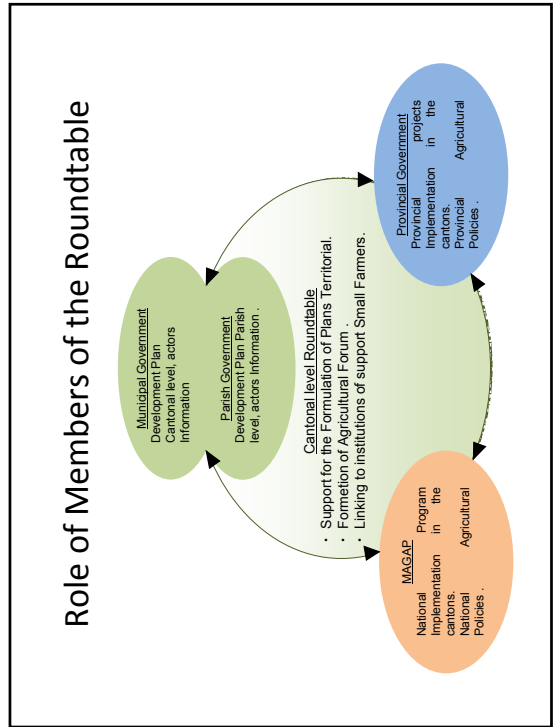 Role of Members of the Roundtable
Municipal Government
Development Plan
Cantonal level, actors
Information
Parish Government
Development Plan Parish
level, actors Information .
Cantonal level Roundtable
· Support for the Formulation of Plans Territorial.
· Formetion of Agricultural Forum .
· Linking to institutions of support Small Farmers.
MAGAP
National Program
Implementation in the
cantons.
National Agricultural
Policies .
Provincial Government
Provincial projects
Implementation in the
cantons.
Provincial Agricultural
Policies .